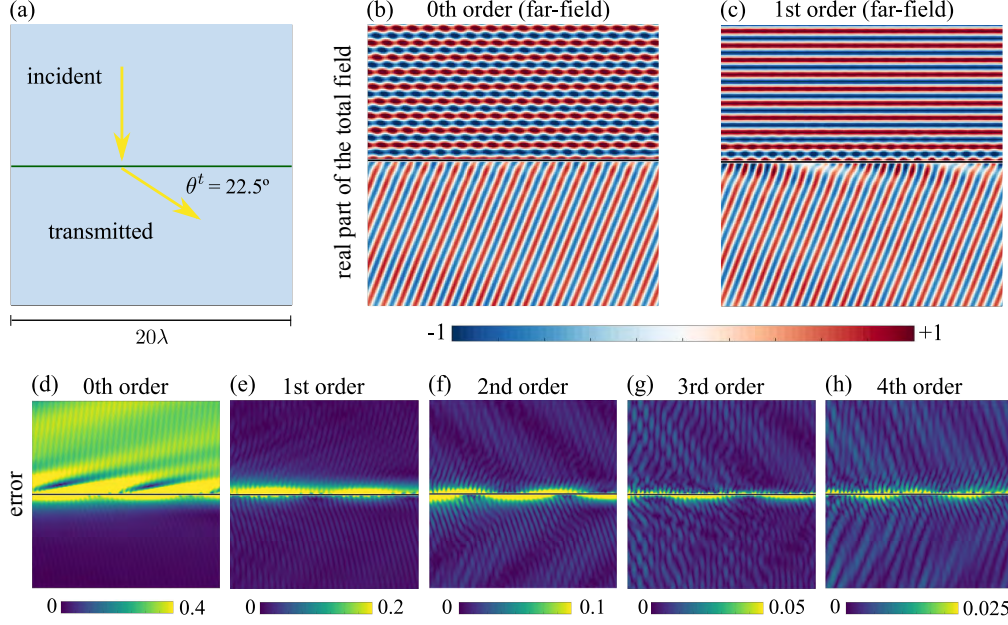 (a)
incident
θᵗ = 22.5º
transmitted
20λ
(b) 0th order (far-field)
(c) 1st order (far-field)
real part of the total field
-1 +1
(d) 0th order
(e) 1st order
(f) 2nd order
(g) 3rd order
(h) 4th order
error
0 0.4
0 0.2
0 0.1
0 0.05
0 0.025